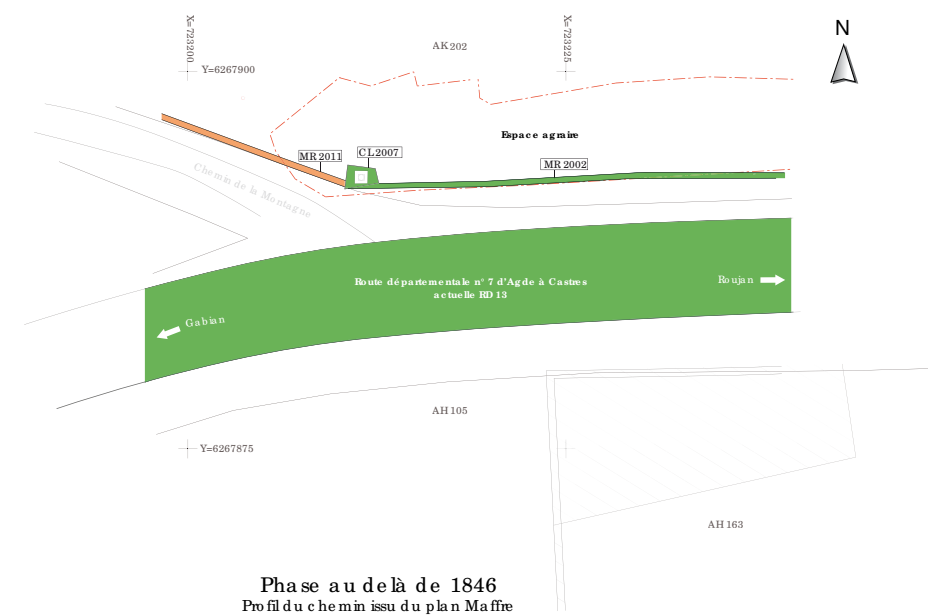 X=723200
X=723225
AK 202
N
Y=6267900
Espace agraire
MR 2011
CL 2007
MR 2002
Chemin de la Montagne
Route départementale n° 7 d'Agde à Castres
actuelle RD 13
Roujan
Gabian
AH 105
Y=6267875
AH 163
Phase au delà de 1846
Profil du chemin issu du plan Maffre